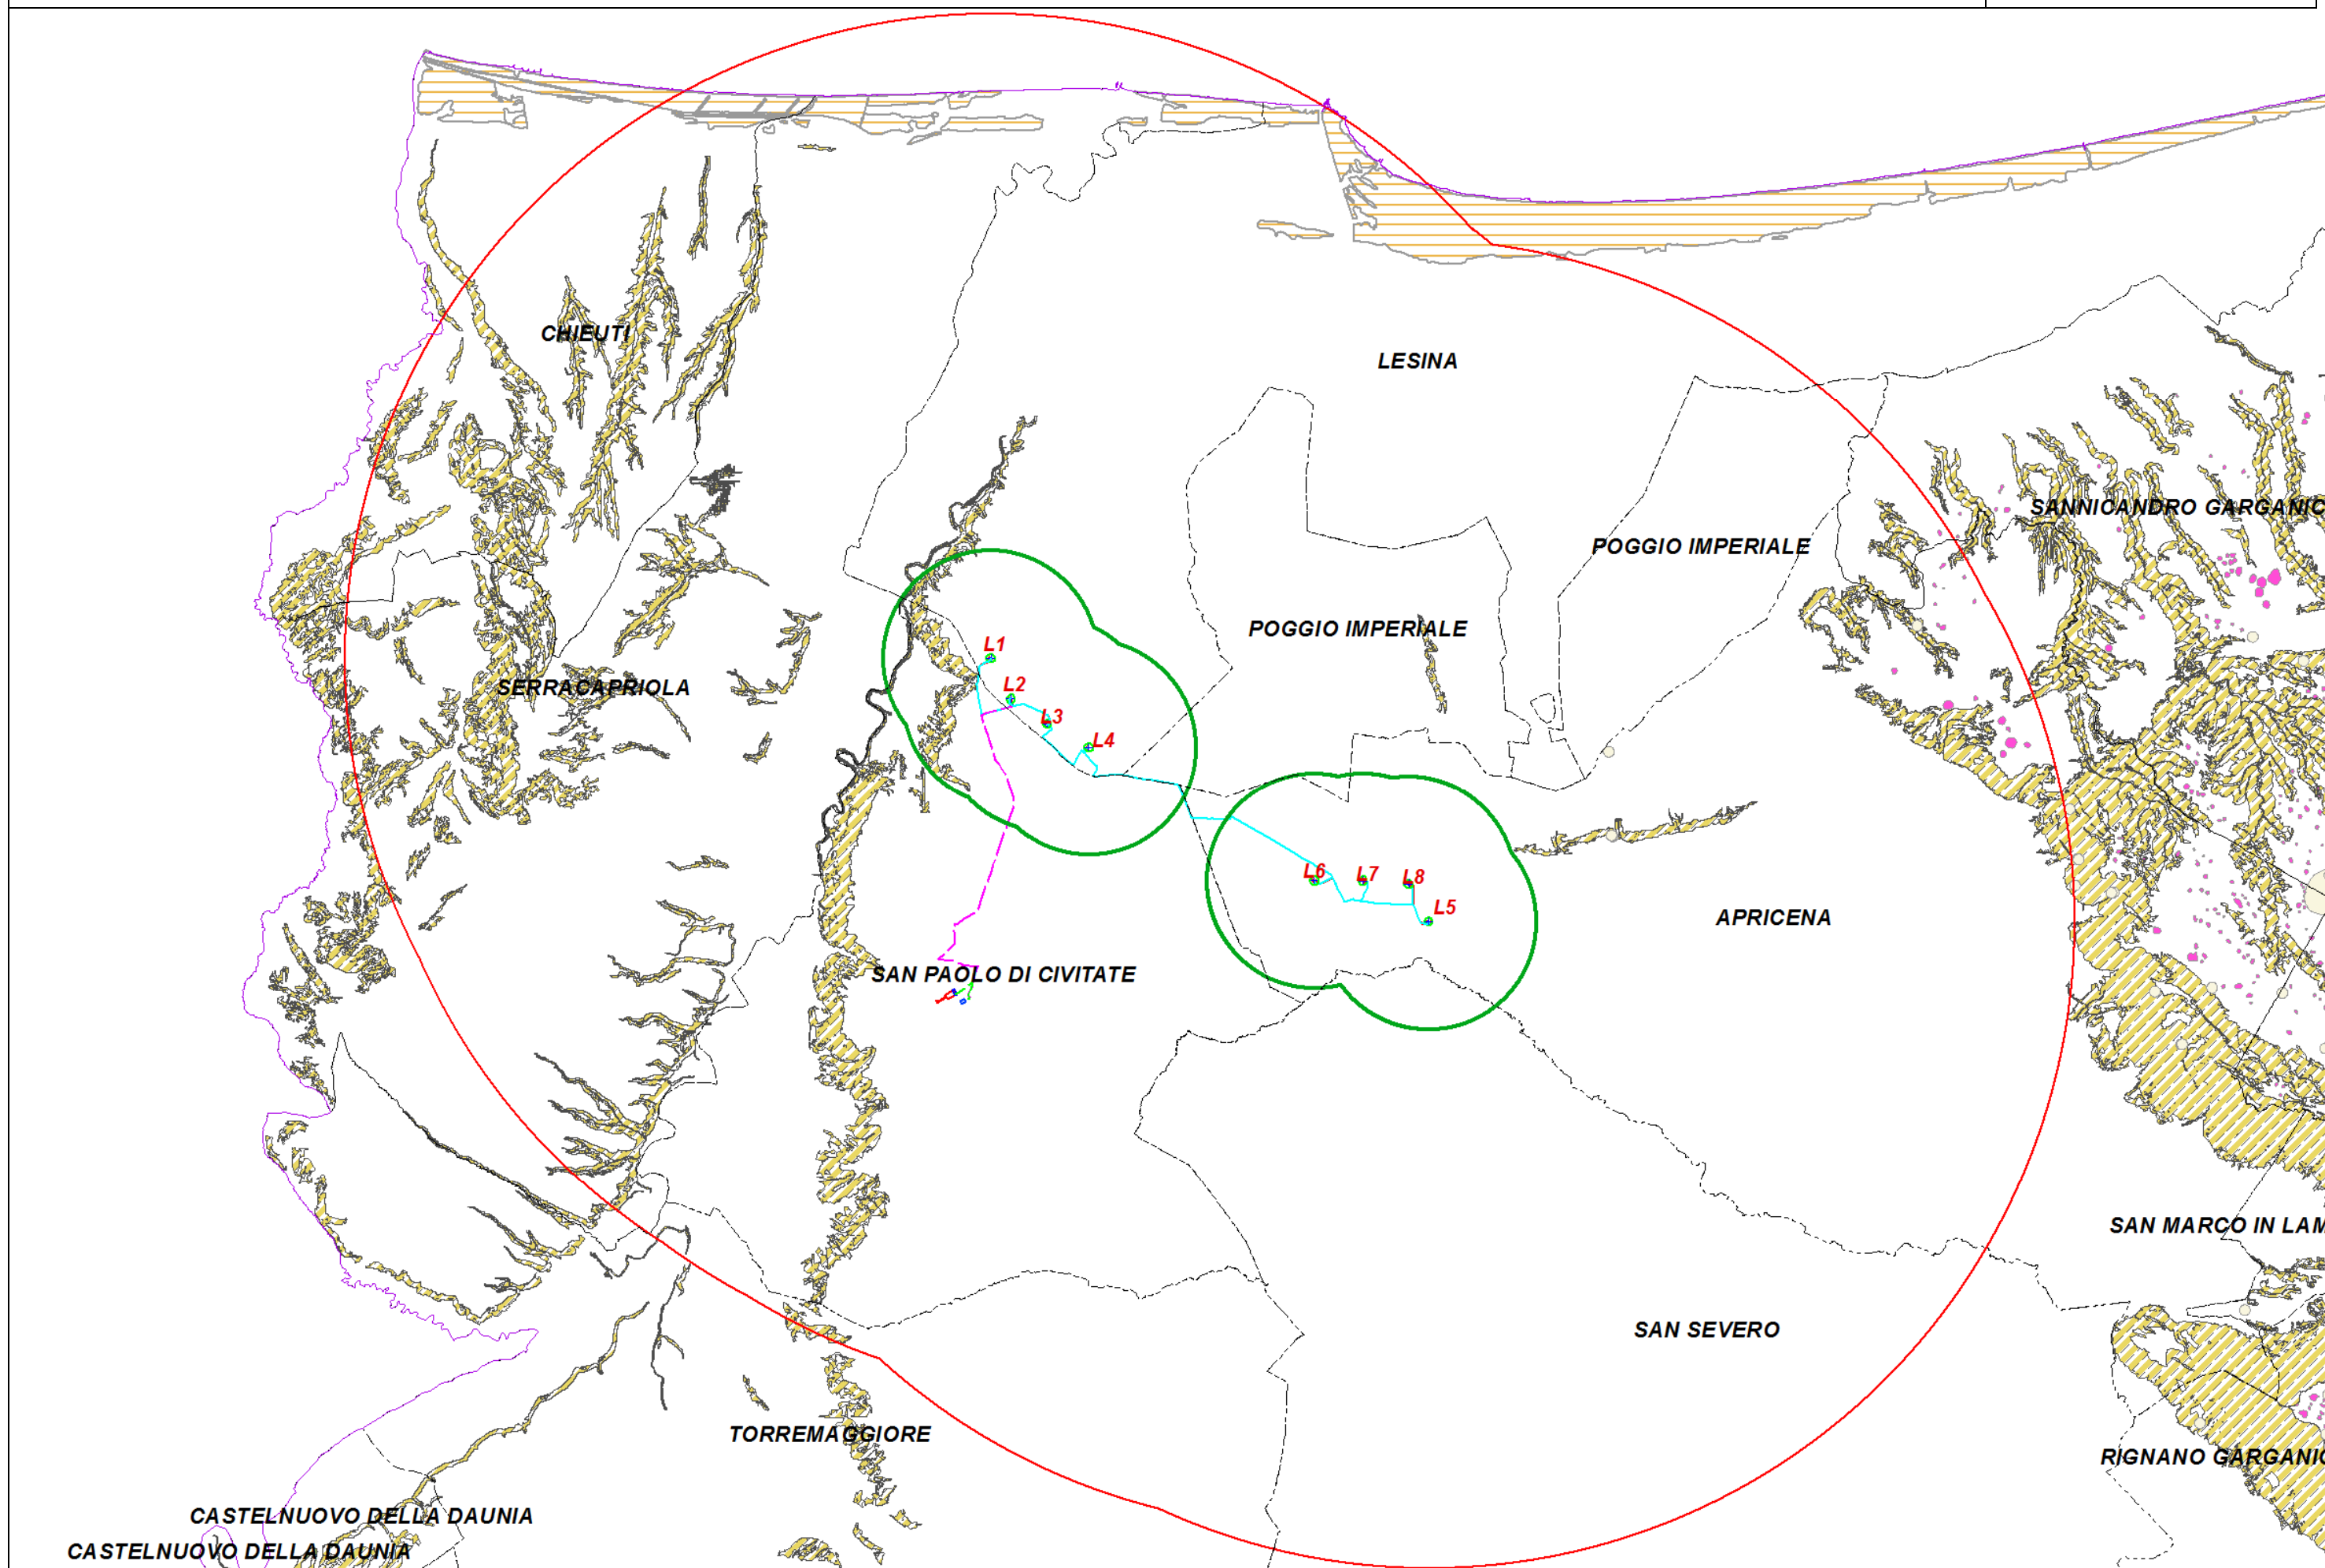 CHIEUTI
LESINA
SANNICANDRO GARGANIC
POGGIO IMPERIALE
POGGIO IMPERIALE
L1
SERRACAPRIOLA
L2
L3
L4
L6
L7
L8
L5
APRICENA
SAN PAOLO DI CIVITATE
SAN MARCO IN LAM
SAN SEVERO
TORREMAGGIORE
RIGNANO GARGANIC
CASTELNUOVO DELLA DAUNIA
CASTELNUOVO DELLA DAUNIA